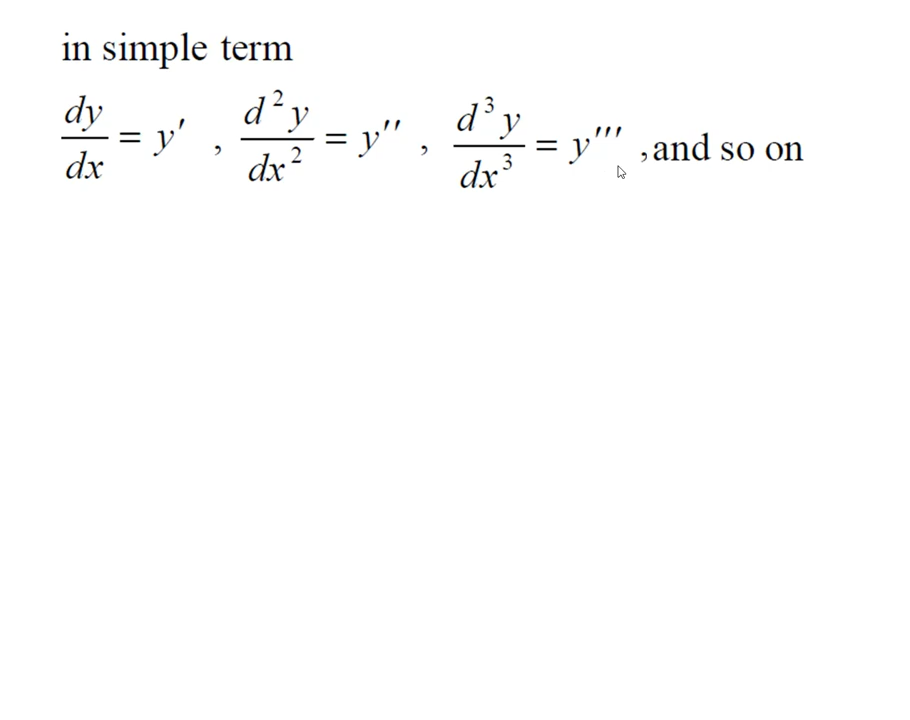 in simple term
dy/dx = y′ , d²y/dx² = y′′ , d³y/dx³ = y′′′ ,and so on